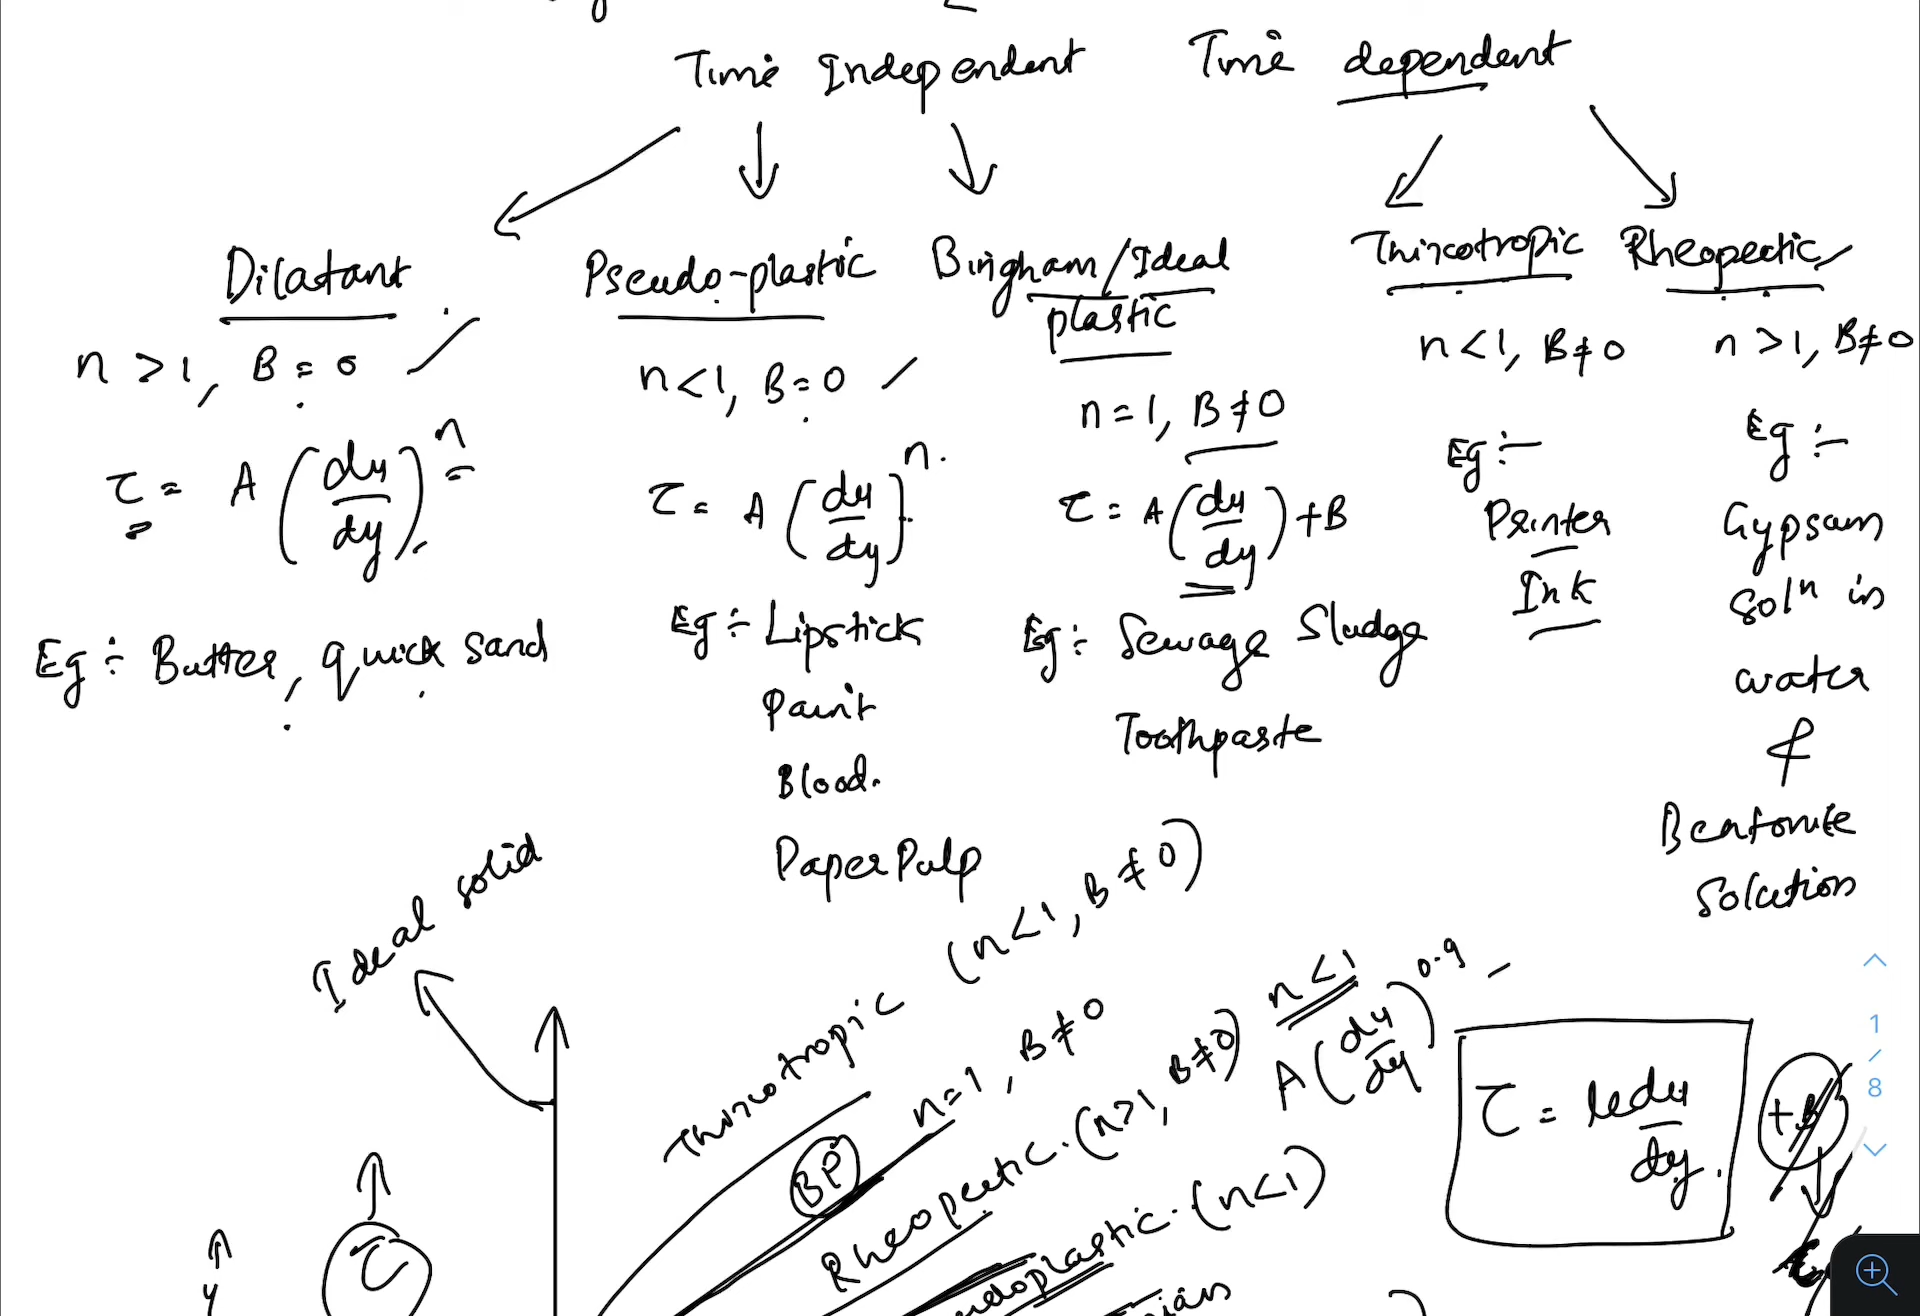 Time Independent Time dependent
Dilatant
n > 1, B = 0
τ = A (du/dy)^n
Eg :- Butter, quick sand
Pseudo-plastic
n < 1, B = 0
τ = A (du/dy)^n
Eg :- Lipstick
Paint
Blood.
Paper Pulp
Bingham/Ideal
plastic
n = 1, B ≠ 0
τ = A (du/dy) + B
Eg :- Sewage Sludge
Toothpaste
Thixotropic
n < 1, B ≠ 0
Eg :-
Printer
Ink
Rheopectic
n > 1, B ≠ 0
Eg :-
Gypsum
solⁿ in
water
&
Bentonite
Solution
Ideal solid
Thixotropic (n < 1, B ≠ 0)
BP n = 1, B ≠ 0
Rheopectic. (n > 1, B ≠ 0)
n < 1
A (du/dy)^0.9
τ = μ du/dy. +B
τ
y
1
/
8